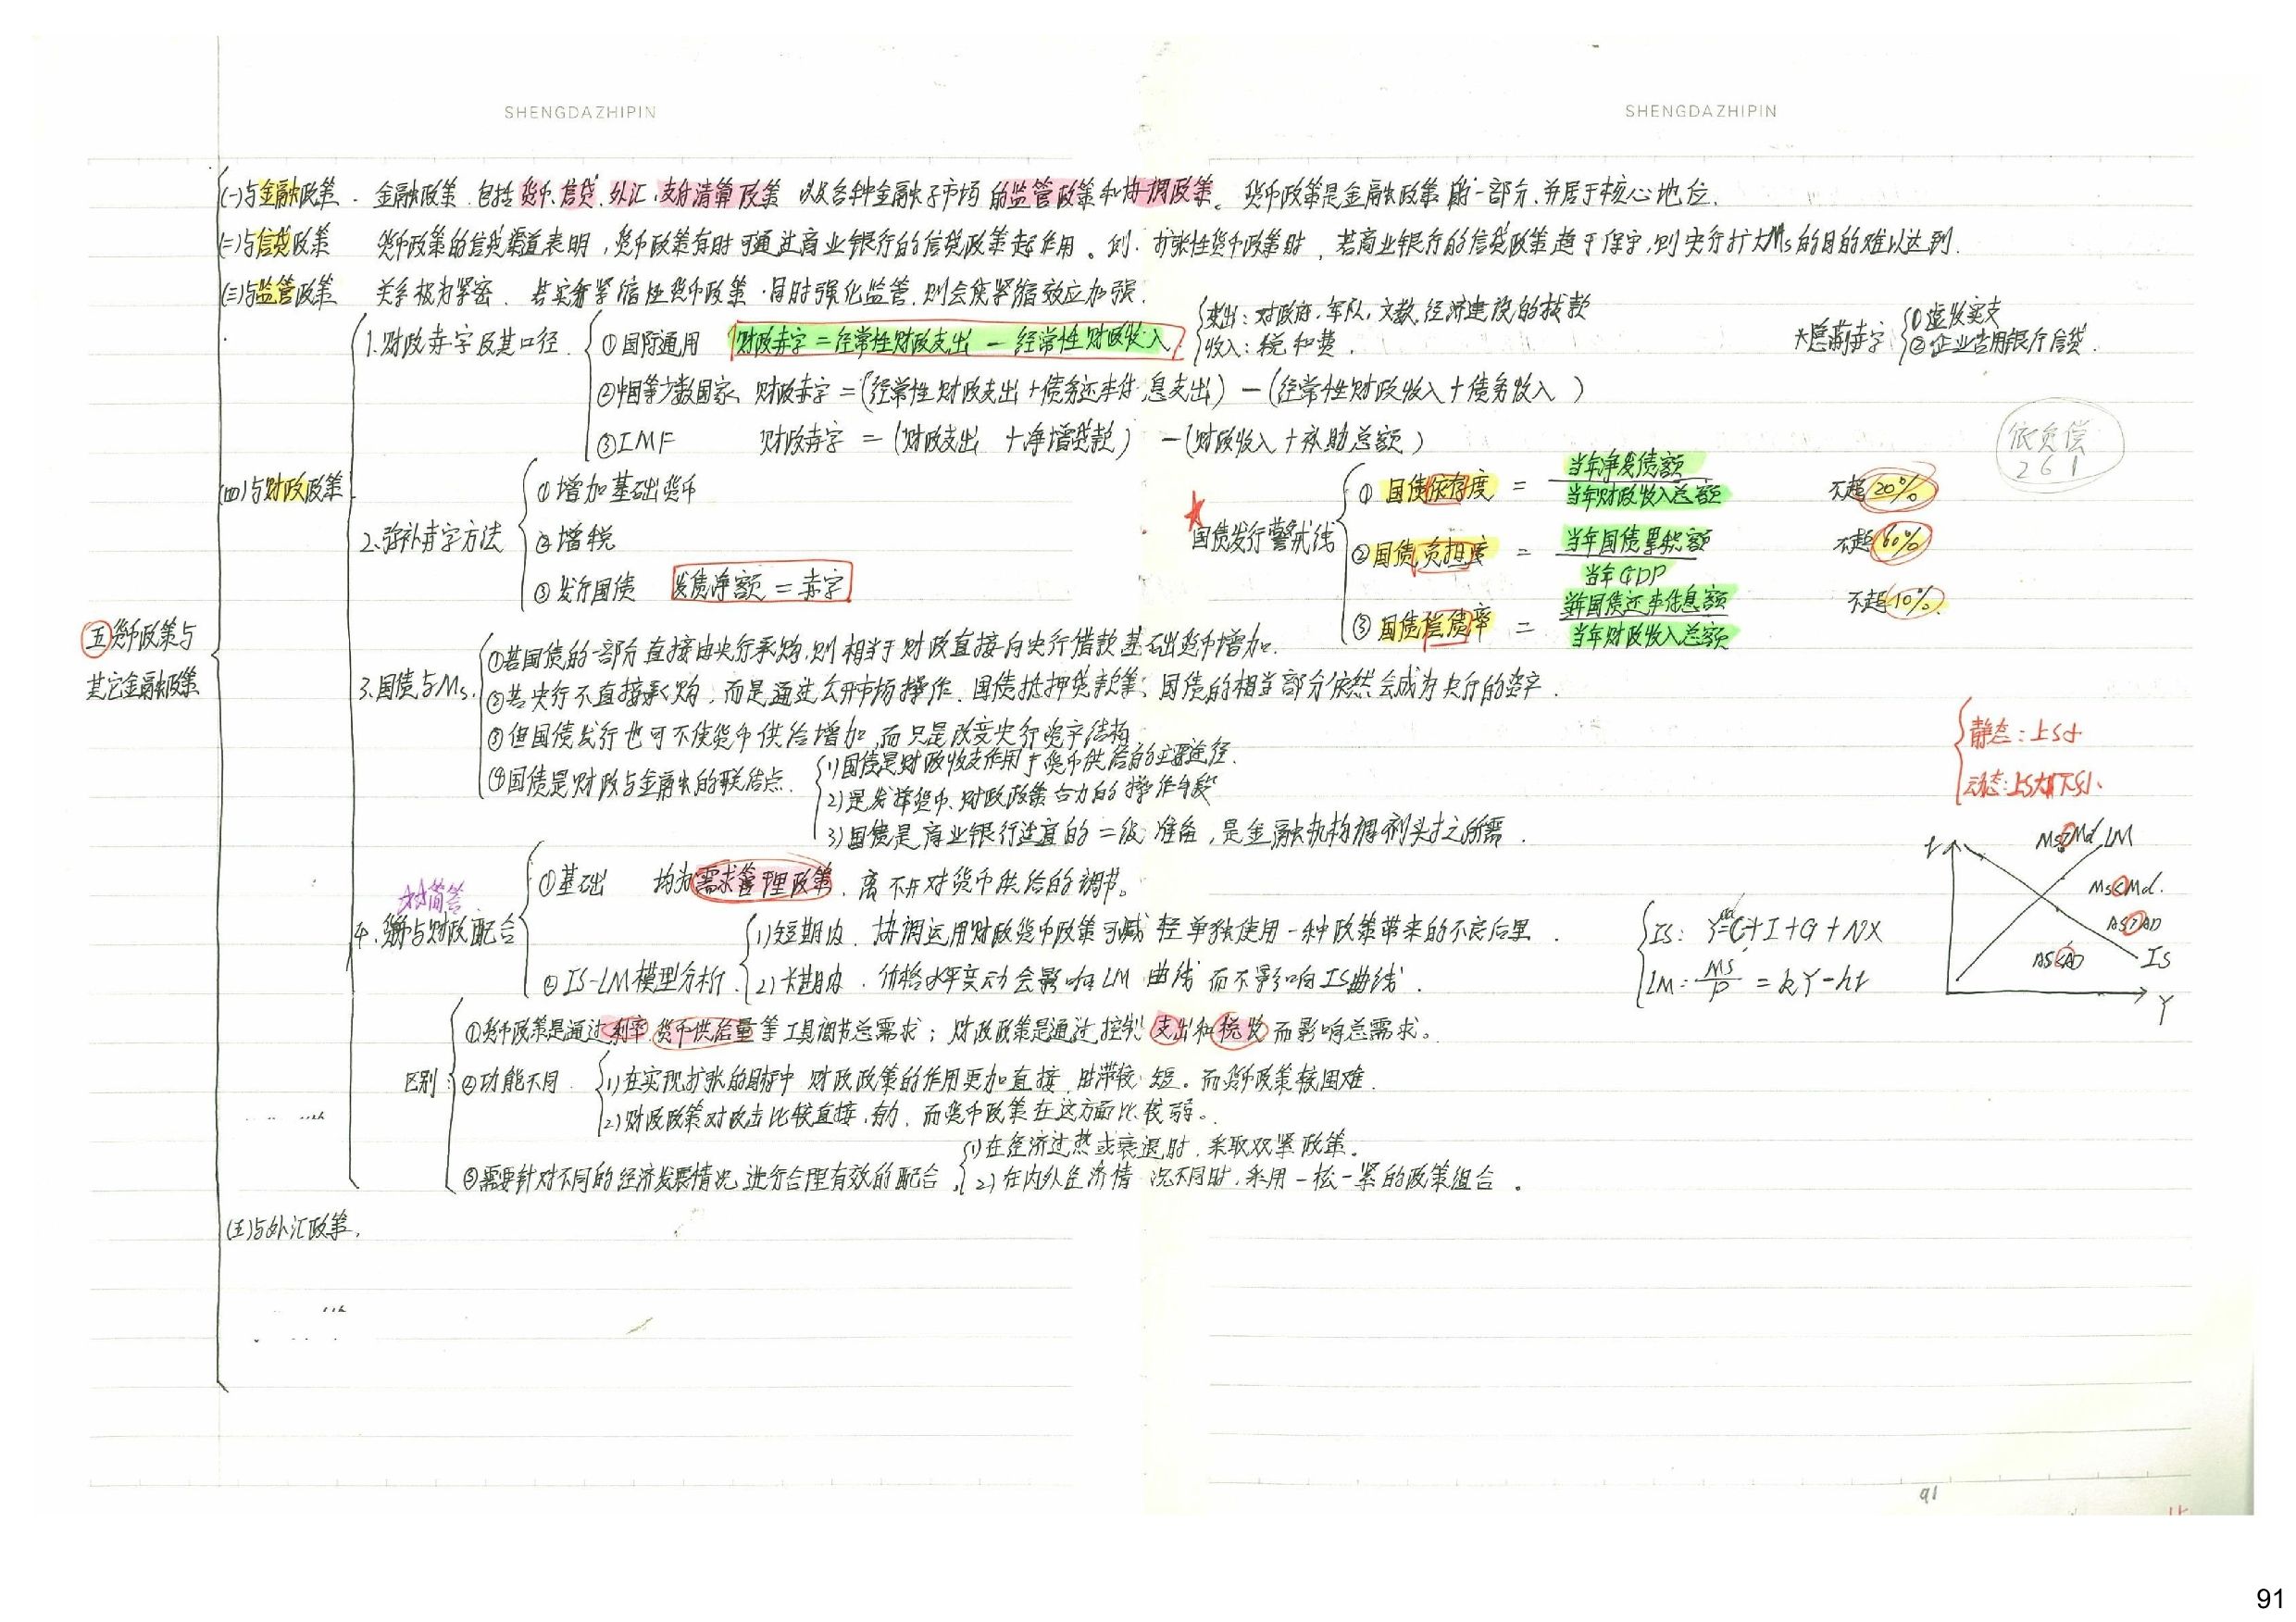 SHENGDAZHIPIN
SHENGDAZHIPIN
五货币政策与
其它金融政策
(一)与金融政策. 金融政策.包括货币、信贷、外汇、支付清算政策 以及各种金融子市场的监管政策和协调政策。货币政策是金融政策的一部分,并居于核心地位.
(二)与信贷政策 货币政策的信贷渠道表明,货币政策有时可通过商业银行的信贷政策起作用。例.扩张性货币政策时,若商业银行的信贷政策趋于保守,则央行扩大Ms的目的难以达到.
(三)与监管政策 关系极为紧密. 若实行紧缩性货币政策.同时强化监管.则会使紧缩效应加强.
(四)与财政政策
1.财政赤字及其口径.
①国际通用 财政赤字=经常性财政支出-经常性财政收入
支出:对政府.军队.文教.经济建设的拨款
收入:税和费.
*隐蔽赤字
①虚收实支
②企业占用银行信贷.
②中国等少数国家、财政赤字=(经常性财政支出+债务还本付息支出)-(经常性财政收入+债务收入)
③IMF 财政赤字=(财政支出+净增贷款)-(财政收入+补助总额)
依负偿
2 6 1
2.弥补赤字方法
①增加基础货币
②增税
③发行国债 发债净额=赤字
国债发行警戒线
①国债依存度= 当年净发债额 不超20%
当年财政收入总额
②国债负担度= 当年国债累积额 不超60%
当年GDP
③国债偿债率= 当年国债还本付息额 不超10%.
当年财政收入总额
3.国债与Ms.
①若国债的一部分直接由央行承购.则相当于财政直接向央行借款基础货币增加.
②若央行不直接承购,而是通过公开市场操作.国债抵押贷款等、国债的相当部分依然会成为央行的资产.
③但国债发行也可不使货币供给增加.而只是改变央行资产结构
④国债是财政与金融的联结点.
1)国债是财政收支作用于货币供给的主要途径.
2)是发挥货币、财政政策合力的操作手段
3)国债是商业银行适宜的二级准备,是金融机构调剂头寸之所需.
静态:上S下d
动态:上S大下S小.
4.货币与财政配合
①基础 均为需求管理政策.离不开对货币供给的调节。
②IS-LM模型分析.
1)短期内.协调运用财政货币政策可减轻单独使用一种政策带来的不良后果.
2)长期内.价格水平变动会影响LM曲线而不影响IS曲线.
IS: Y=C+I+G+NX
LM: Ms/P=kY-hr
r
Ms>Md LM
Ms<Md.
AS>AD
AS<AD
IS
Y
区别:
①货币政策是通过利率.货币供给量等工具调节总需求;财政政策是通过控制支出和税收而影响总需求。
②功能不同.
1)在实现扩张的目标中 财政政策的作用更加直接.时滞较短。而货币政策较困难.
2)财政政策对改善比较直接.有力.而货币政策在这方面比较弱。
③需要针对不同的经济发展情况.进行合理有效的配合.
1)在经济过热或衰退时.采取双紧政策.
2)在内外经济情况不同时.采用一松一紧的政策组合.
(五)与外汇政策.
91
91